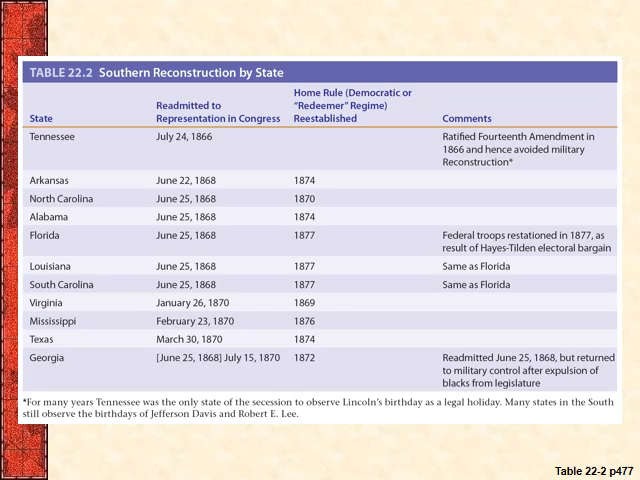 TABLE 22.2 Southern Reconstruction by State
State Readmitted to Representation in Congress Home Rule (Democratic or "Redeemer" Regime) Reestablished Comments
Tennessee July 24, 1866 Ratified Fourteenth Amendment in
1866 and hence avoided military
Reconstruction*
Arkansas June 22, 1868 1874
North Carolina June 25, 1868 1870
Alabama June 25, 1868 1874
Florida June 25, 1868 1877 Federal troops restationed in 1877, as
result of Hayes-Tilden electoral bargain
Louisiana June 25, 1868 1877 Same as Florida
South Carolina June 25, 1868 1877 Same as Florida
Virginia January 26, 1870 1869
Mississippi February 23, 1870 1876
Texas March 30, 1870 1874
Georgia [June 25, 1868] July 15, 1870 1872 Readmitted June 25, 1868, but returned
to military control after expulsion of
blacks from legislature
*For many years Tennessee was the only state of the secession to observe Lincoln's birthday as a legal holiday. Many states in the South
still observe the birthdays of Jefferson Davis and Robert E. Lee.
Table 22-2 p477